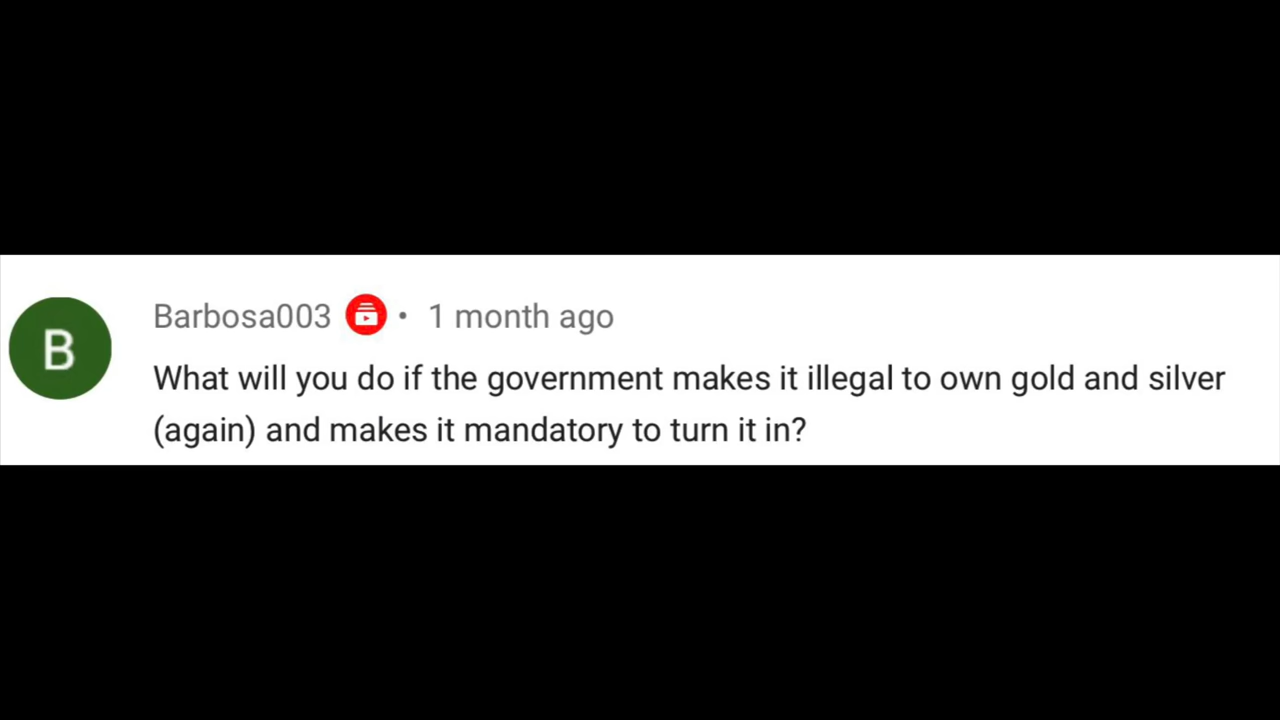 B
Barbosa003 • 1 month ago
What will you do if the government makes it illegal to own gold and silver
(again) and makes it mandatory to turn it in?